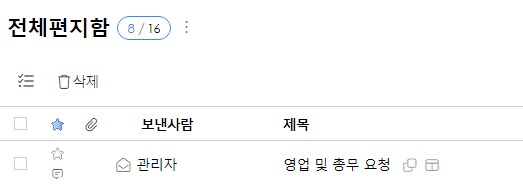 전체편지함 8 / 16
삭제
보낸사람 제목
관리자 영업 및 총무 요청